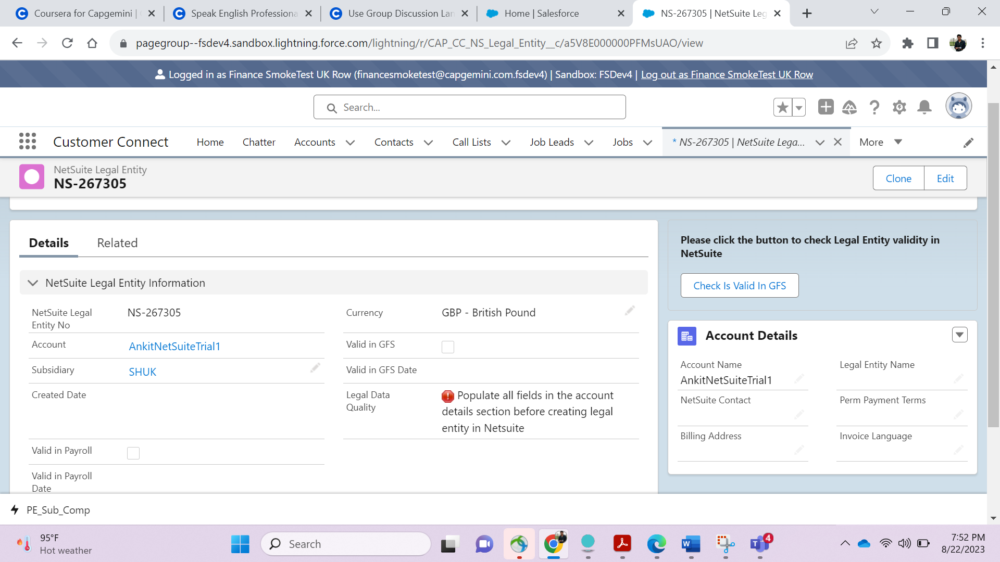 Coursera for Capgemini |
Speak English Professiona
Use Group Discussion Lan
Home | Salesforce
NS-267305 | NetSuite Leg
pagegroup--fsdev4.sandbox.lightning.force.com/lightning/r/CAP_CC_NS_Legal_Entity__c/a5V8E000000PFMsUAO/view
Logged in as Finance SmokeTest UK Row (financesmoketest@capgemini.com.fsdev4) | Sandbox: FSDev4 | Log out as Finance SmokeTest UK Row
Search...
Customer Connect
Home
Chatter
Accounts
Contacts
Call Lists
Job Leads
Jobs
* NS-267305 | NetSuite Lega...
More
NetSuite Legal Entity
NS-267305
Clone
Edit
Details
Related
NetSuite Legal Entity Information
NetSuite Legal
Entity No
NS-267305
Currency
GBP - British Pound
Account
AnkitNetSuiteTrial1
Valid in GFS
Subsidiary
SHUK
Valid in GFS Date
Created Date
Legal Data
Quality
Populate all fields in the account
details section before creating legal
entity in Netsuite
Valid in Payroll
Valid in Payroll
Date
Please click the button to check Legal Entity validity in
NetSuite
Check Is Valid In GFS
Account Details
Account Name
AnkitNetSuiteTrial1
Legal Entity Name
NetSuite Contact
Perm Payment Terms
Billing Address
Invoice Language
PE_Sub_Comp
95°F
Hot weather
Search
4
7:52 PM
8/22/2023